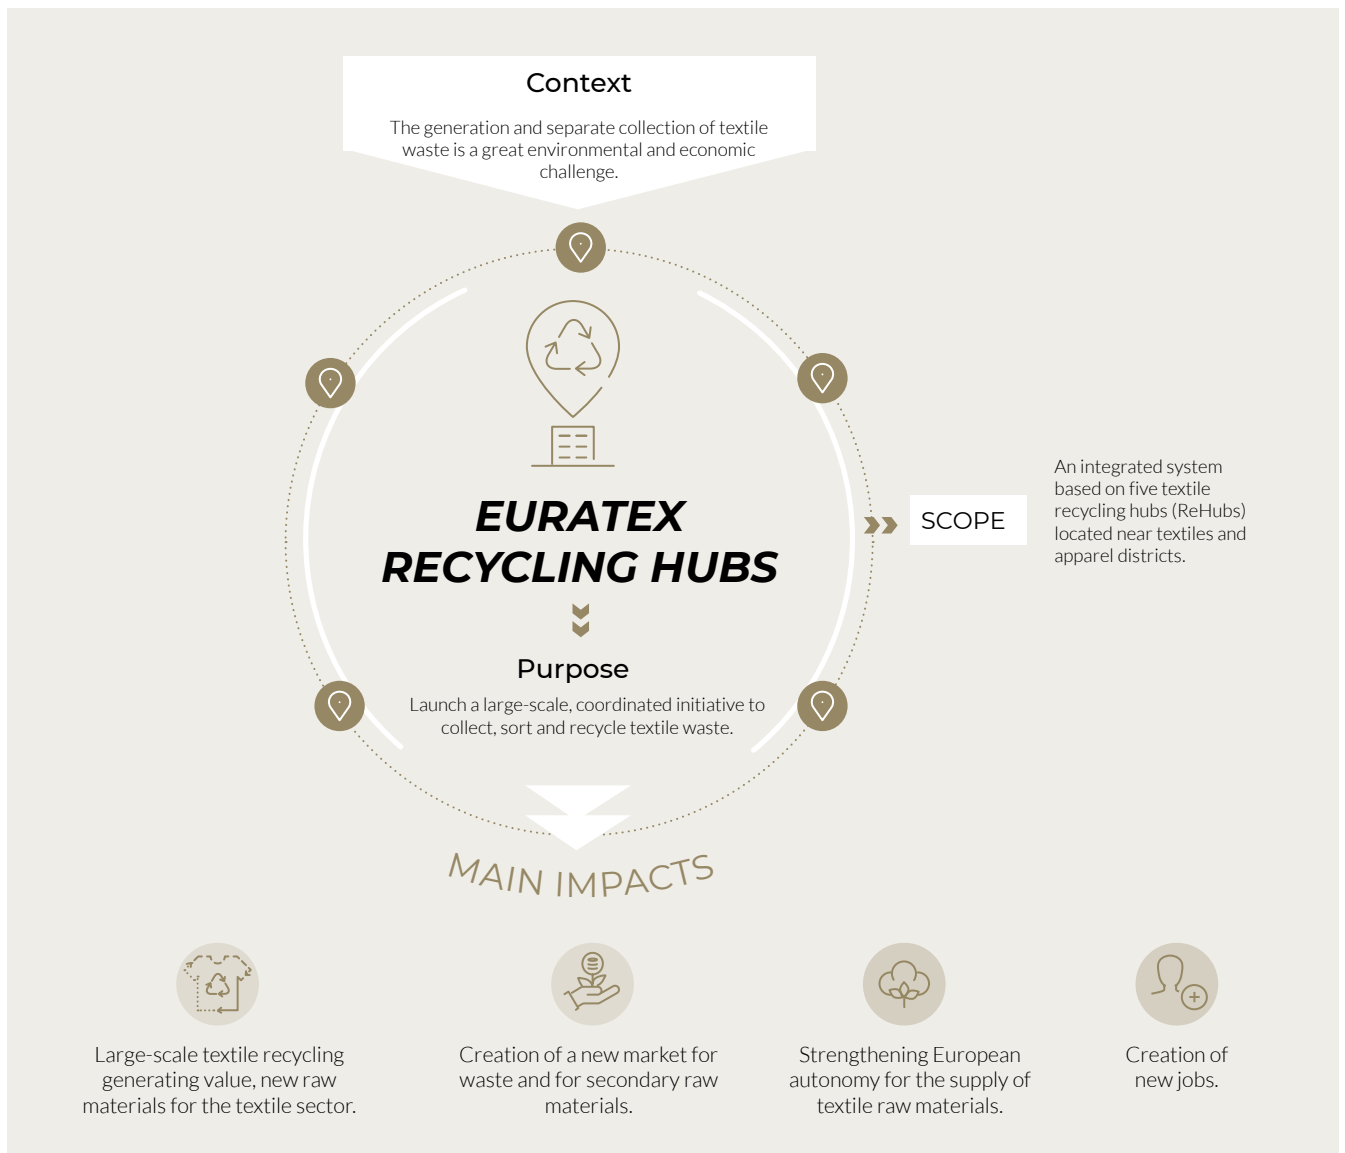 Context
The generation and separate collection of textile
waste is a great environmental and economic
challenge.
EURATEX
RECYCLING HUBS
Purpose
Launch a large-scale, coordinated initiative to
collect, sort and recycle textile waste.
SCOPE
An integrated system
based on five textile
recycling hubs (ReHubs)
located near textiles and
apparel districts.
MAIN IMPACTS
Large-scale textile recycling
generating value, new raw
materials for the textile sector.
Creation of a new market for
waste and for secondary raw
materials.
Strengthening European
autonomy for the supply of
textile raw materials.
Creation of
new jobs.